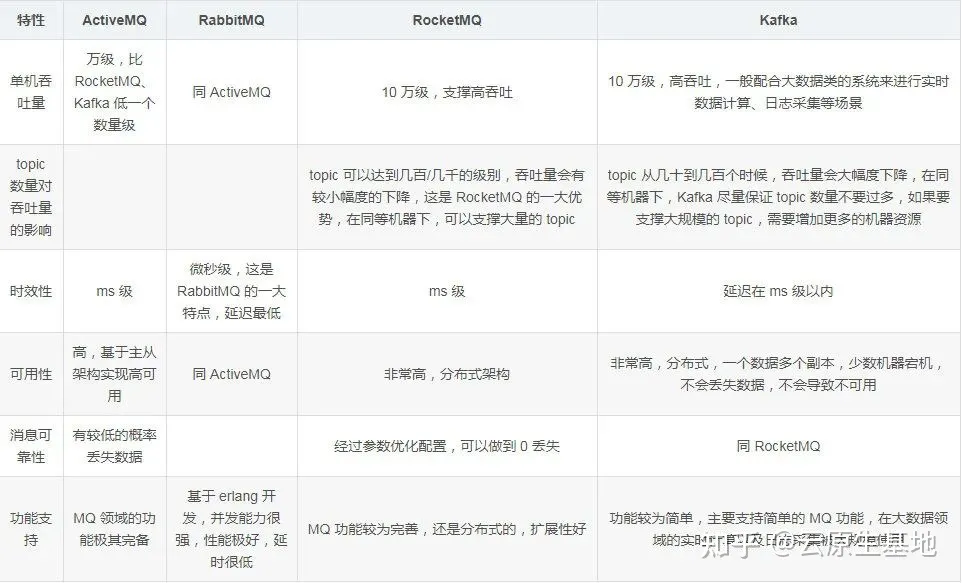 特性 ActiveMQ RabbitMQ RocketMQ Kafka
单机吞
吐量
万级，比
RocketMQ、
Kafka 低一个
数量级
同 ActiveMQ
10 万级，支撑高吞吐
10 万级，高吞吐，一般配合大数据类的系统来进行实时
数据计算、日志采集等场景
topic
数量对
吞吐量
的影响
topic 可以达到几百/几千的级别，吞吐量会有
较小幅度的下降，这是 RocketMQ 的一大优
势，在同等机器下，可以支撑大量的 topic
topic 从几十到几百个时候，吞吐量会大幅度下降，在同
等机器下，Kafka 尽量保证 topic 数量不要过多，如果要
支撑大规模的 topic，需要增加更多的机器资源
时效性
ms 级
微秒级，这是
RabbitMQ 的一大
特点，延迟最低
ms 级
延迟在 ms 级以内
可用性
高，基于主从
架构实现高可
用
同 ActiveMQ
非常高，分布式架构
非常高，分布式，一个数据多个副本，少数机器宕机，
不会丢失数据，不会导致不可用
消息可
靠性
有较低的概率
丢失数据
经过参数优化配置，可以做到 0 丢失
同 RocketMQ
功能支
持
MQ 领域的功
能极其完备
基于 erlang 开
发，并发能力很
强，性能极好，延
时很低
MQ 功能较为完善，还是分布式的，扩展性好
功能较为简单，主要支持简单的 MQ 功能，在大数据领
域的实时计算以及日志采集被大规模使用
知乎 @云原生基地